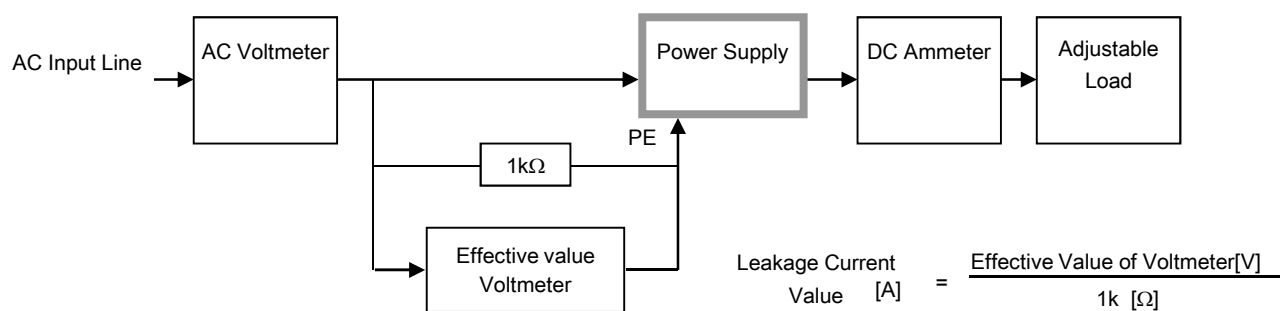 AC Input Line
AC Voltmeter
Power Supply
DC Ammeter
Adjustable
Load
PE
1kΩ
Effective value
Voltmeter
Leakage Current
Value [A] =
Effective Value of Voltmeter[V]
1k [Ω]